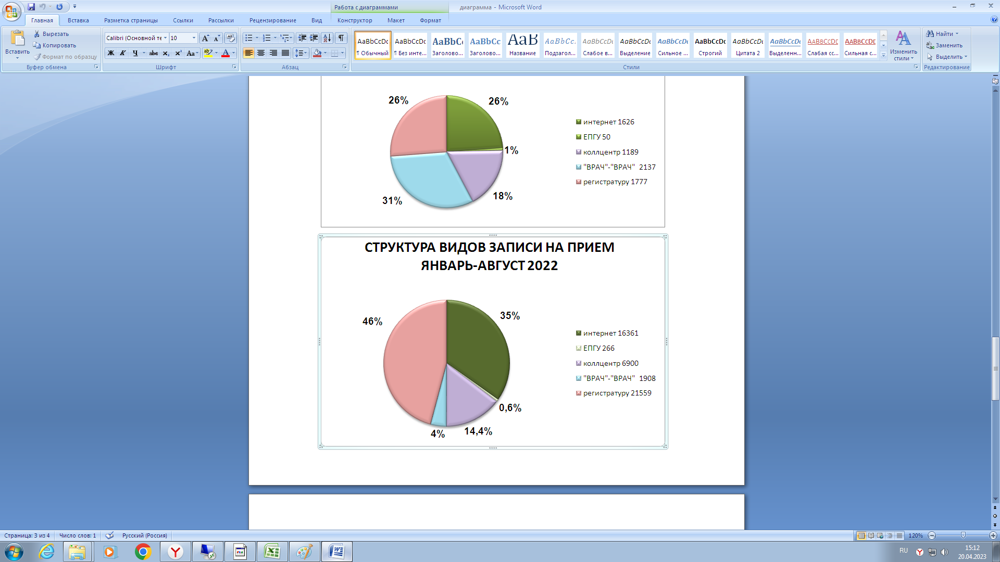 Работа с диаграммами
диаграмма - Microsoft Word
Главная
Вставка
Разметка страницы
Ссылки
Рассылки
Рецензирование
Вид
Конструктор
Макет
Формат
Вставить
Вырезать
Копировать
Формат по образцу
Буфер обмена
Calibri (Основной те
10
Ж К Ч abc x₂ x² Aa
Шрифт
Абзац
AaBbCcDc
¶ Обычный
AaBbCcDc
¶ Без инте...
AaBbC
Заголово...
AaBbCc
Заголово...
AaB
Название
AaBbCc.
Подзагол...
AaBbCcDc
Слабое в...
AaBbCcDc
Выделение
AaBbCcDc
Сильное ...
AaBbCcDc
Строгий
AaBbCcDc
Цитата 2
AaBbCcDc
Выделенн...
AaBbCcDc
Слабая сс...
AaBbCcDc
Сильная с...
Стили
Изменить стили
Найти
Заменить
Выделить
Редактирование
26%
26%
1%
18%
31%
интернет 1626
ЕПГУ 50
коллцентр 1189
"ВРАЧ"-"ВРАЧ" 2137
регистратуру 1777
СТРУКТУРА ВИДОВ ЗАПИСИ НА ПРИЕМ
ЯНВАРЬ-АВГУСТ 2022
46%
35%
0,6%
14,4%
4%
интернет 16361
ЕПГУ 266
коллцентр 6900
"ВРАЧ"-"ВРАЧ" 1908
регистратуру 21559
Страница: 3 из 4
Число слов: 1
Русский (Россия)
120%
RU
15:12
20.04.2023